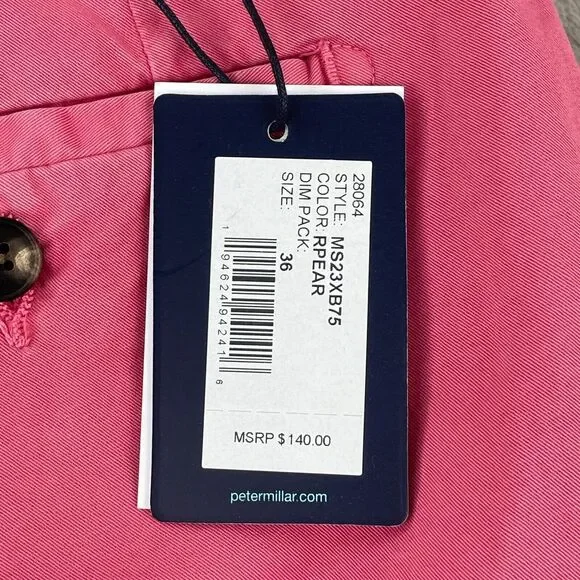 28064
STYLE: MS23XB75
COLOR: RPEAR
DIM PACK:
SIZE: 36
1 94624 94241 6
MSRP $140.00
petermillar.com